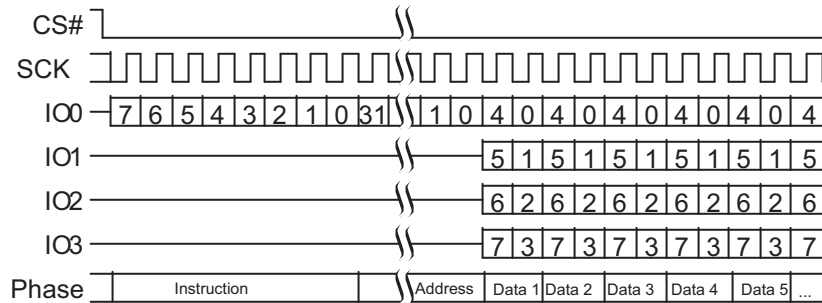 CS#
SCK
IO0 7 6 5 4 3 2 1 0 31 1 0 4 0 4 0 4 0 4 0 4 0 4
IO1 5 1 5 1 5 1 5 1 5 1 5
IO2 6 2 6 2 6 2 6 2 6 2 6
IO3 7 3 7 3 7 3 7 3 7 3 7
Phase Instruction Address Data 1 Data 2 Data 3 Data 4 Data 5 ...